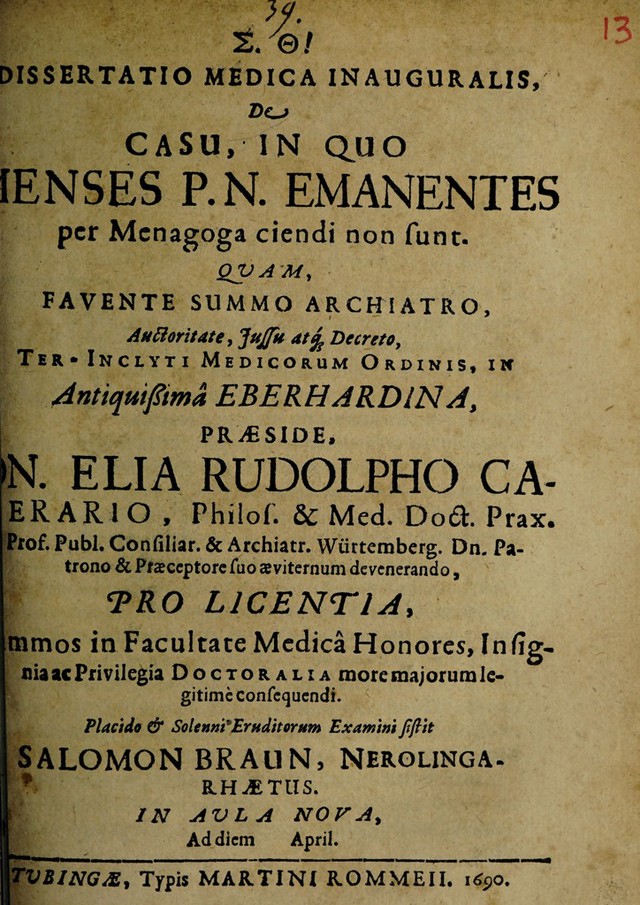 39.
13
Σ. Θ!
DISSERTATIO MEDICA INAUGURALIS,
De
CASU, IN QUO
MENSES P. N. EMANENTES
per Menagoga ciendi non ſunt.
QUAM,
FAVENTE SUMMO ARCHIATRO,
Auctoritate, Juſſu atq́; Decreto,
TER-INCLYTI MEDICORUM ORDINIS, IN
Antiquiſsimâ EBERHARDINA,
PRÆSIDE,
N. ELIA RUDOLPHO CA-
ERARIO, Philoſ. & Med. Doct. Prax.
Prof. Publ. Conſiliar. & Archiatr. Würtemberg. Dn. Pa-
trono & Præceptore ſuo æviternum devenerando,
PRO LICENTIA,
mmos in Facultate Medicâ Honores, Inſig-
nia ac Privilegia DOCTORALIA more majorum le-
gitimè conſequendi.
Placido & Solenni Eruditorum Examini ſiſtit
SALOMON BRAUN, NEROLINGA-
RHÆTUS.
IN AULA NOVA,
Ad diem April.
TVBINGÆ, Typis MARTINI ROMMEII. 1690.